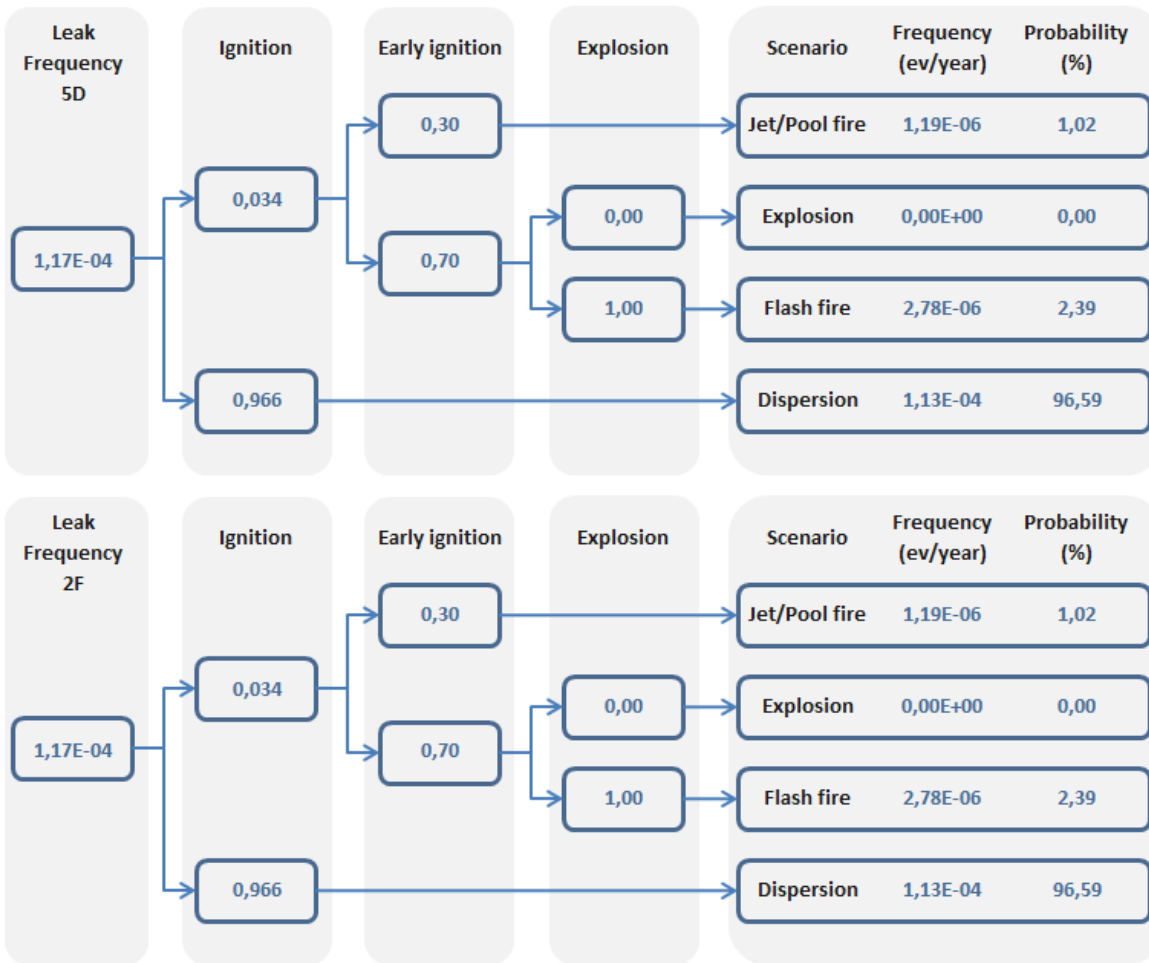 Leak
Frequency
5D
Ignition
Early ignition
Explosion
Scenario
Frequency
(ev/year)
Probability
(%)
1,17E-04
0,034
0,966
0,30
0,70
0,00
1,00
Jet/Pool fire 1,19E-06 1,02
Explosion 0,00E+00 0,00
Flash fire 2,78E-06 2,39
Dispersion 1,13E-04 96,59
Leak
Frequency
2F
Ignition
Early ignition
Explosion
Scenario
Frequency
(ev/year)
Probability
(%)
1,17E-04
0,034
0,966
0,30
0,70
0,00
1,00
Jet/Pool fire 1,19E-06 1,02
Explosion 0,00E+00 0,00
Flash fire 2,78E-06 2,39
Dispersion 1,13E-04 96,59